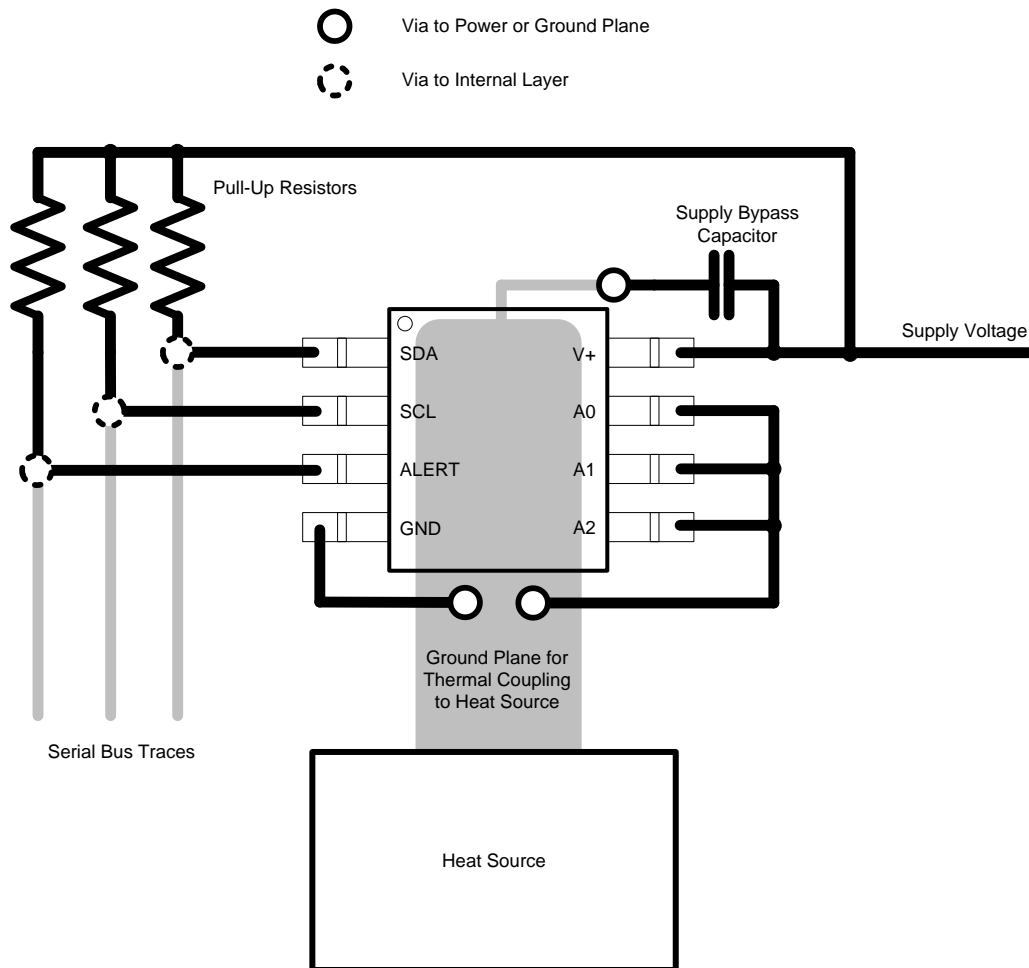 Via to Power or Ground Plane
Via to Internal Layer
Pull-Up Resistors
Supply Bypass
Capacitor
Supply Voltage
SDA
V+
SCL
A0
ALERT
A1
GND
A2
Ground Plane for
Thermal Coupling
to Heat Source
Serial Bus Traces
Heat Source